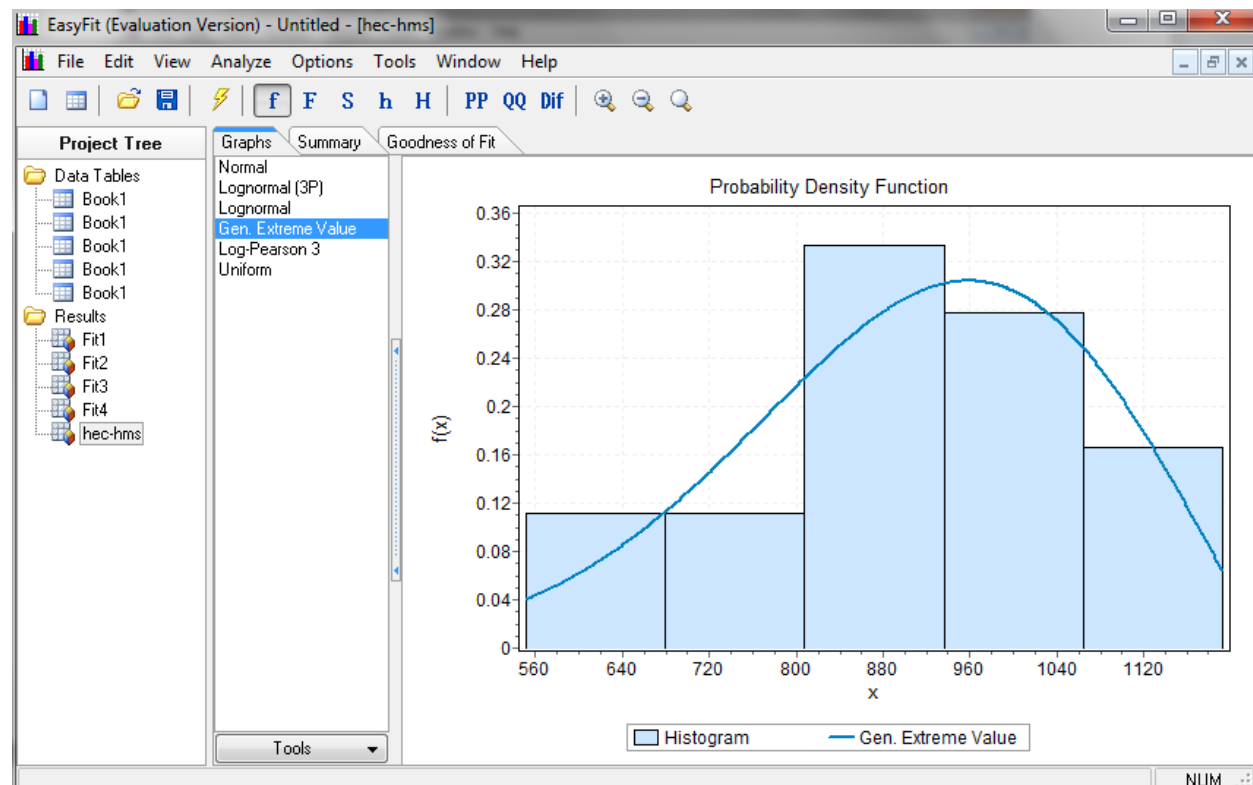 EasyFit (Evaluation Version) - Untitled - [hec-hms]
File Edit View Analyze Options Tools Window Help
f F S h H PP QQ Dif
Project Tree
Data Tables
Book1
Book1
Book1
Book1
Book1
Results
Fit1
Fit2
Fit3
Fit4
hec-hms
Graphs Summary Goodness of Fit
Normal
Lognormal (3P)
Lognormal
Gen. Extreme Value
Log-Pearson 3
Uniform
Tools
Probability Density Function
0.36
0.32
0.28
0.24
0.2
0.16
0.12
0.08
0.04
0
f(x)
560 640 720 800 880 960 1040 1120
x
Histogram Gen. Extreme Value
NUM